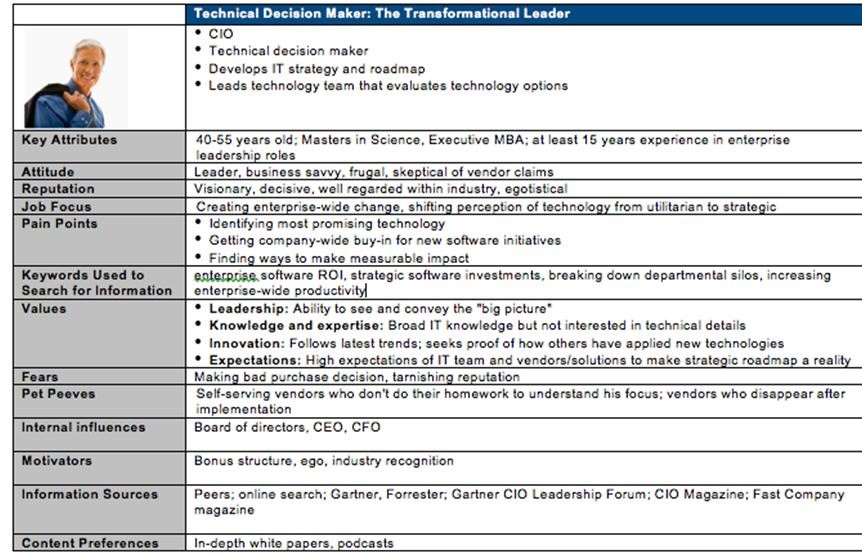 Technical Decision Maker: The Transformational Leader
• CIO
• Technical decision maker
• Develops IT strategy and roadmap
• Leads technology team that evaluates technology options
Key Attributes
40-55 years old; Masters in Science, Executive MBA; at least 15 years experience in enterprise
leadership roles
Attitude
Leader, business savvy, frugal, skeptical of vendor claims
Reputation
Visionary, decisive, well regarded within industry, egotistical
Job Focus
Creating enterprise-wide change, shifting perception of technology from utilitarian to strategic
Pain Points
• Identifying most promising technology
• Getting company-wide buy-in for new software initiatives
• Finding ways to make measurable impact
Keywords Used to
Search for Information
enterprise software ROI, strategic software investments, breaking down departmental silos, increasing
enterprise-wide productivity
Values
• Leadership: Ability to see and convey the "big picture"
• Knowledge and expertise: Broad IT knowledge but not interested in technical details
• Innovation: Follows latest trends; seeks proof of how others have applied new technologies
• Expectations: High expectations of IT team and vendors/solutions to make strategic roadmap a reality
Fears
Making bad purchase decision, tarnishing reputation
Pet Peeves
Self-serving vendors who don't do their homework to understand his focus; vendors who disappear after
implementation
Internal influences
Board of directors, CEO, CFO
Motivators
Bonus structure, ego, industry recognition
Information Sources
Peers; online search; Gartner, Forrester; Gartner CIO Leadership Forum; CIO Magazine; Fast Company
magazine
Content Preferences
In-depth white papers, podcasts